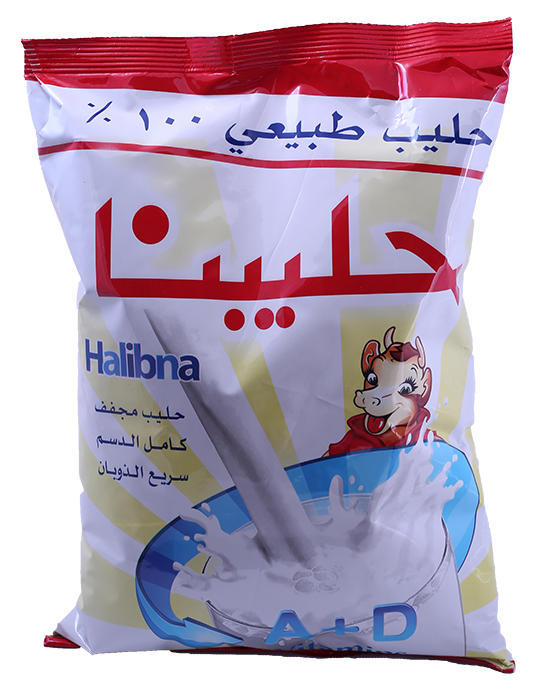 حليب طبيعي ١٠٠ ٪
حليبنا
Halibna
حليب مجفف
كامل الدسم
سريع الذوبان
A + D